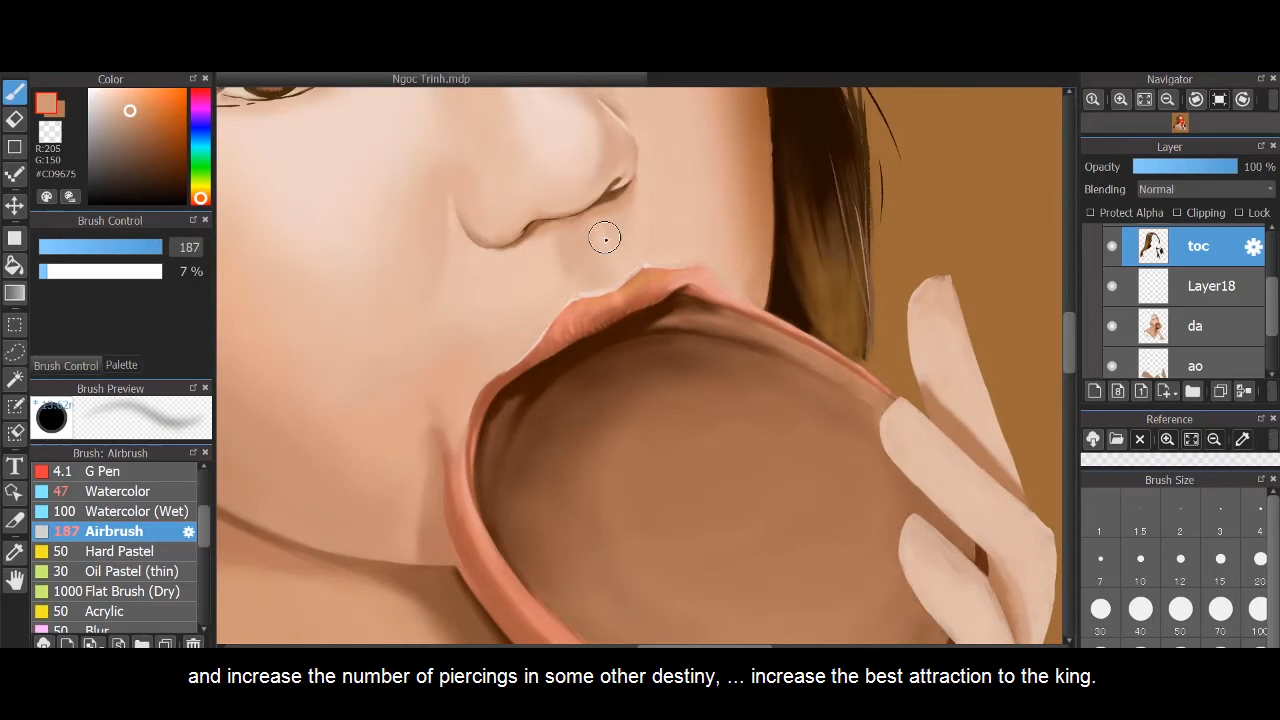 Color
Ngoc Trinh.mdp
Navigator
R:205
G:150
#CD9675
Brush Control
187
7 %
Brush Control
Palette
Brush Preview
Brush: Airbrush
4.1 G Pen
47 Watercolor
100 Watercolor (Wet)
187 Airbrush
50 Hard Pastel
30 Oil Pastel (thin)
1000 Flat Brush (Dry)
50 Acrylic
50 Blur
Layer
Opacity
100 %
Blending
Normal
Protect Alpha
Clipping
Lock
toc
Layer18
da
ao
Reference
Brush Size
1 1.5 2 3 4
7 10 12 15 20
30 40 50 70 100
and increase the number of piercings in some other destiny, ... increase the best attraction to the king.